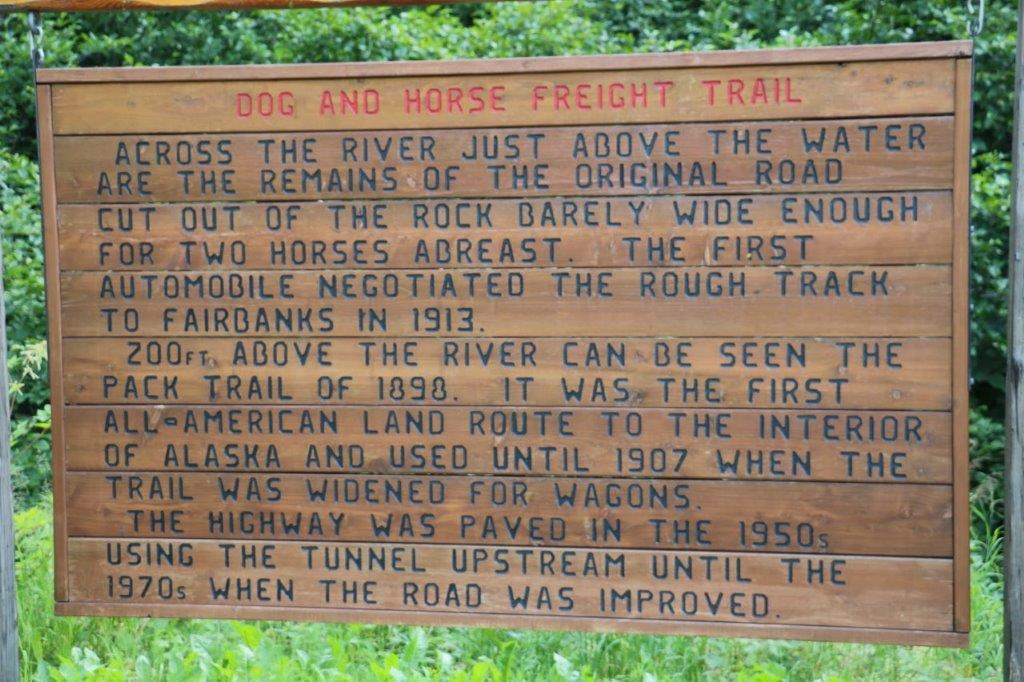 DOG AND HORSE FREIGHT TRAIL
ACROSS THE RIVER JUST ABOVE THE WATER
ARE THE REMAINS OF THE ORIGINAL ROAD
CUT OUT OF THE ROCK BARELY WIDE ENOUGH
FOR TWO HORSES ABREAST. THE FIRST
AUTOMOBILE NEGOTIATED THE ROUGH TRACK
TO FAIRBANKS IN 1913.
200FT. ABOVE THE RIVER CAN BE SEEN THE
PACK TRAIL OF 1898. IT WAS THE FIRST
ALL-AMERICAN LAND ROUTE TO THE INTERIOR
OF ALASKA AND USED UNTIL 1907 WHEN THE
TRAIL WAS WIDENED FOR WAGONS.
THE HIGHWAY WAS PAVED IN THE 1950s
USING THE TUNNEL UPSTREAM UNTIL THE
1970s WHEN THE ROAD WAS IMPROVED.